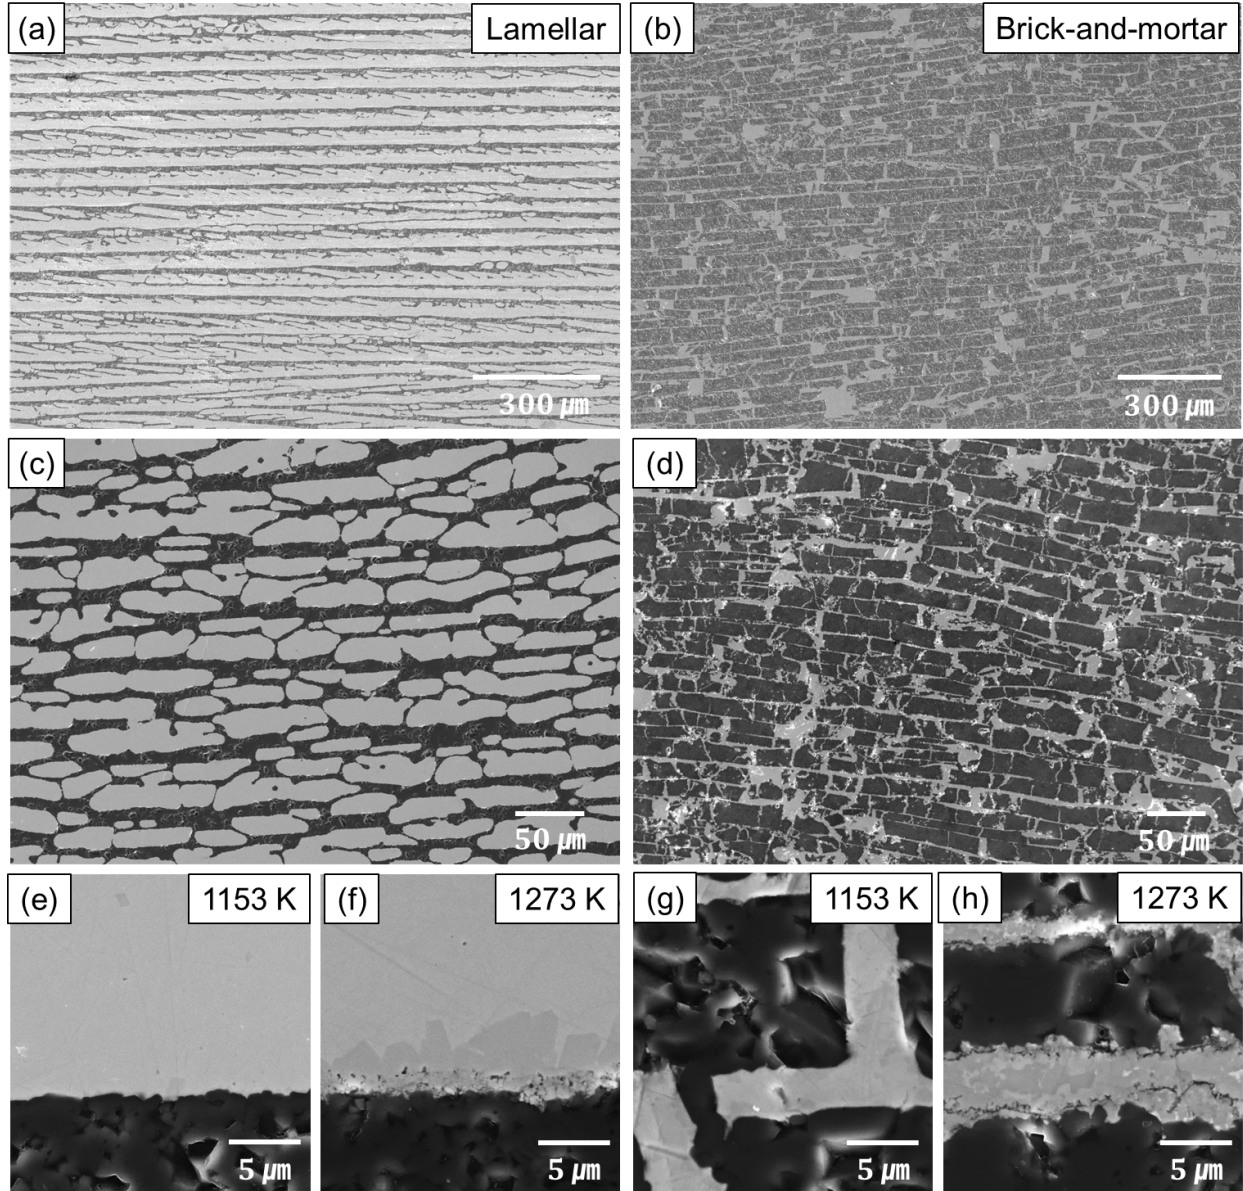 (a)
Lamellar
(b)
Brick-and-mortar
300 µm
300 µm
(c)
(d)
50 µm
50 µm
(e)
1153 K
(f)
1273 K
(g)
1153 K
(h)
1273 K
5 µm
5 µm
5 µm
5 µm